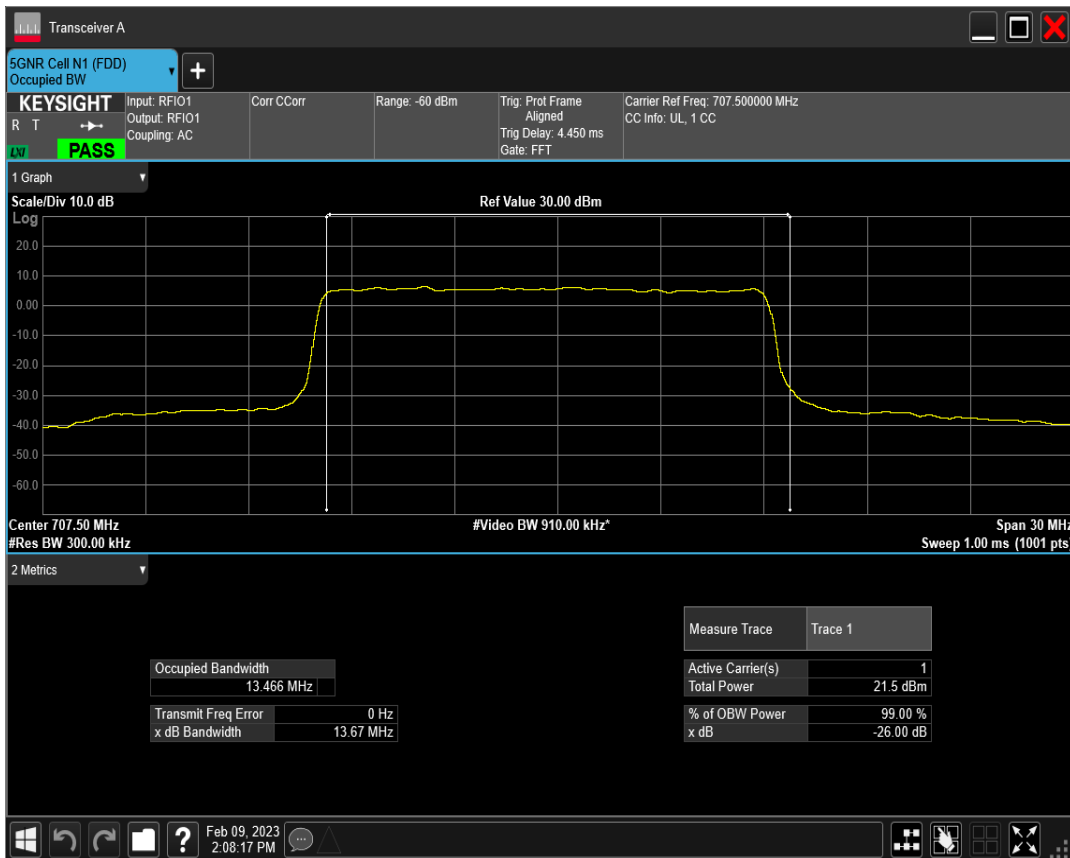 Transceiver A
5GNR Cell N1 (FDD)
Occupied BW
+
KEYSIGHT
R T
LXI
PASS
Input: RFIO1
Output: RFIO1
Coupling: AC
Corr CCorr
Range: -60 dBm
Trig: Prot Frame
Aligned
Trig Delay: 4.450 ms
Gate: FFT
Carrier Ref Freq: 707.500000 MHz
CC Info: UL, 1 CC
1 Graph
Scale/Div 10.0 dB
Ref Value 30.00 dBm
Log
20.0
10.0
0.00
-10.0
-20.0
-30.0
-40.0
-50.0
-60.0
Center 707.50 MHz
#Video BW 910.00 kHz*
Span 30 MHz
#Res BW 300.00 kHz
Sweep 1.00 ms (1001 pts)
2 Metrics
Measure Trace
Trace 1
Occupied Bandwidth
13.466 MHz
Active Carrier(s)
1
Total Power
21.5 dBm
Transmit Freq Error
0 Hz
x dB Bandwidth
13.67 MHz
% of OBW Power
99.00 %
x dB
-26.00 dB
?
Feb 09, 2023
2:08:17 PM